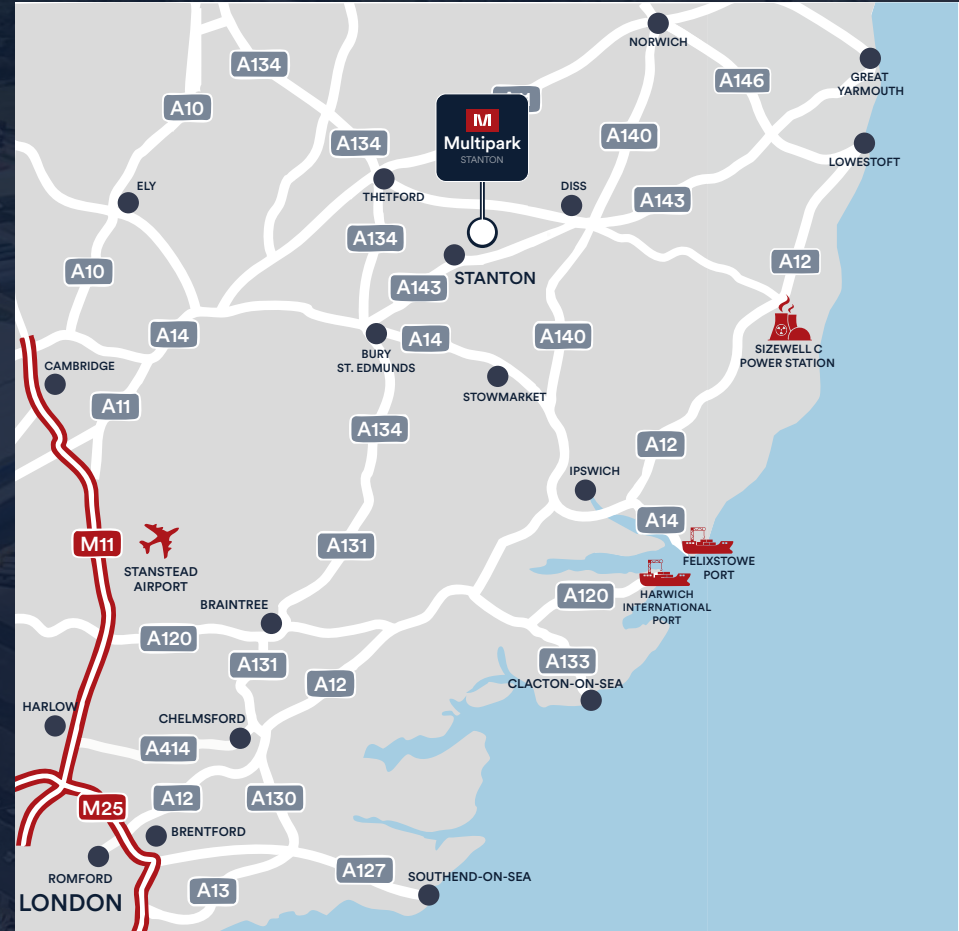 NORWICH
A134
A146
GREAT
YARMOUTH
A10
M
Multipark
STANTON
A134
A140
LOWESTOFT
ELY
THETFORD
DISS
A143
A134
A10
STANTON
A12
A143
A14
A14
A140
BURY
ST. EDMUNDS
SIZEWELL C
POWER STATION
CAMBRIDGE
STOWMARKET
A11
A134
A12
IPSWICH
A14
M11
A131
FELIXSTOWE
PORT
STANSTEAD
AIRPORT
A120
HARWICH
INTERNATIONAL
PORT
BRAINTREE
A120
A131
A133
A12
CLACTON-ON-SEA
HARLOW
CHELMSFORD
A414
A12
A130
M25
BRENTFORD
ROMFORD
A127
SOUTHEND-ON-SEA
A13
LONDON